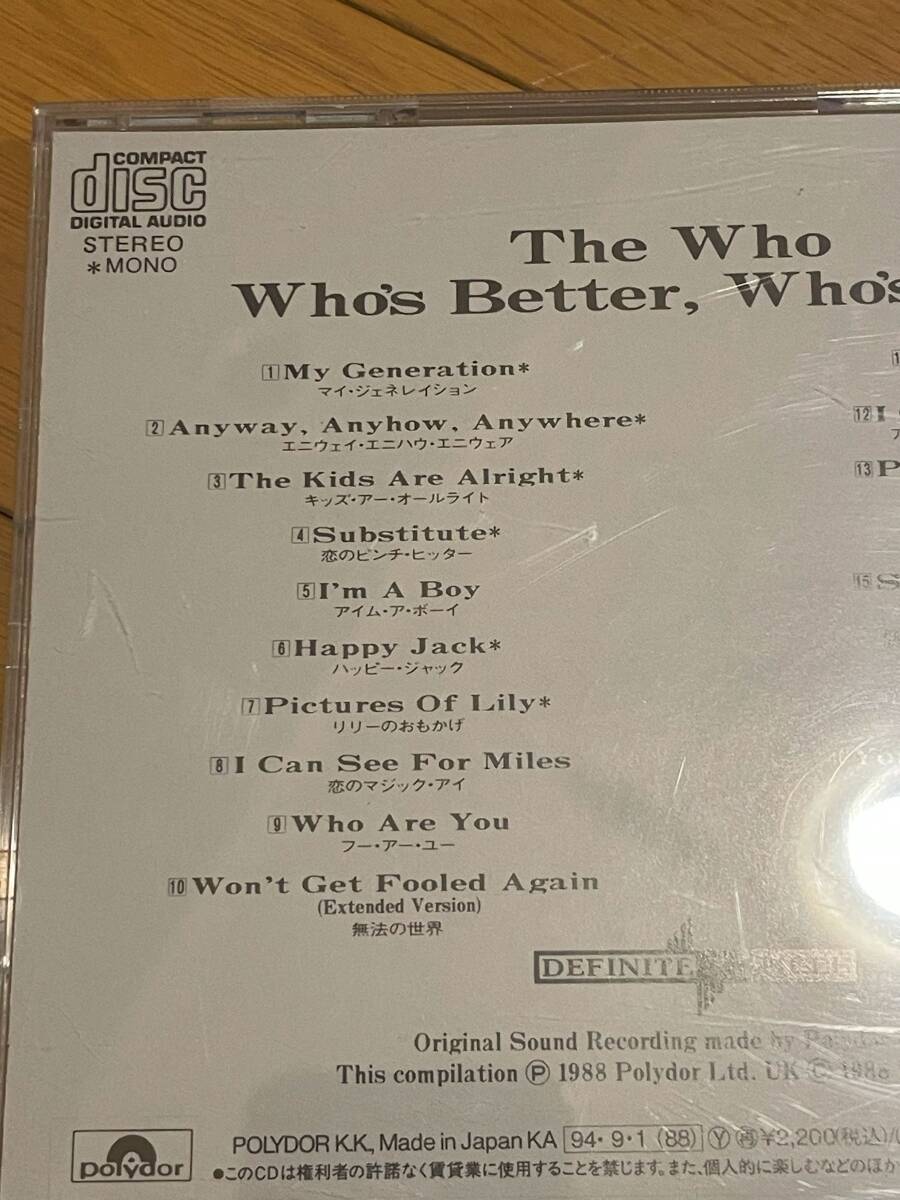 COMPACT
disc
DIGITAL AUDIO
STEREO
*MONO
The Who
Who's Better, Who's
1 My Generation*
マイ・ジェネレイション
2 Anyway, Anyhow, Anywhere*
エニウェイ・エニハウ・エニウェア
3 The Kids Are Alright*
キッズ・アー・オールライト
4 Substitute*
恋のピンチ・ヒッター
5 I'm A Boy
アイム・ア・ボーイ
6 Happy Jack*
ハッピー・ジャック
7 Pictures Of Lily*
リリーのおもかげ
8 I Can See For Miles
恋のマジック・アイ
9 Who Are You
フー・アー・ユー
10 Won't Get Fooled Again
(Extended Version)
無法の世界
12 I
ア
13 P
15 S
DEFINITE
Original Sound Recording made by
This compilation Ⓟ 1988 Polydor Ltd. UK © 1988
polydor
POLYDOR K.K., Made in Japan KA 94・9・1 (88) Ⓨ ㊞¥2,200(税込)/
●このCDは権利者の許諾なく賃貸業に使用することを禁じます。また、個人的に楽しむなどのほか